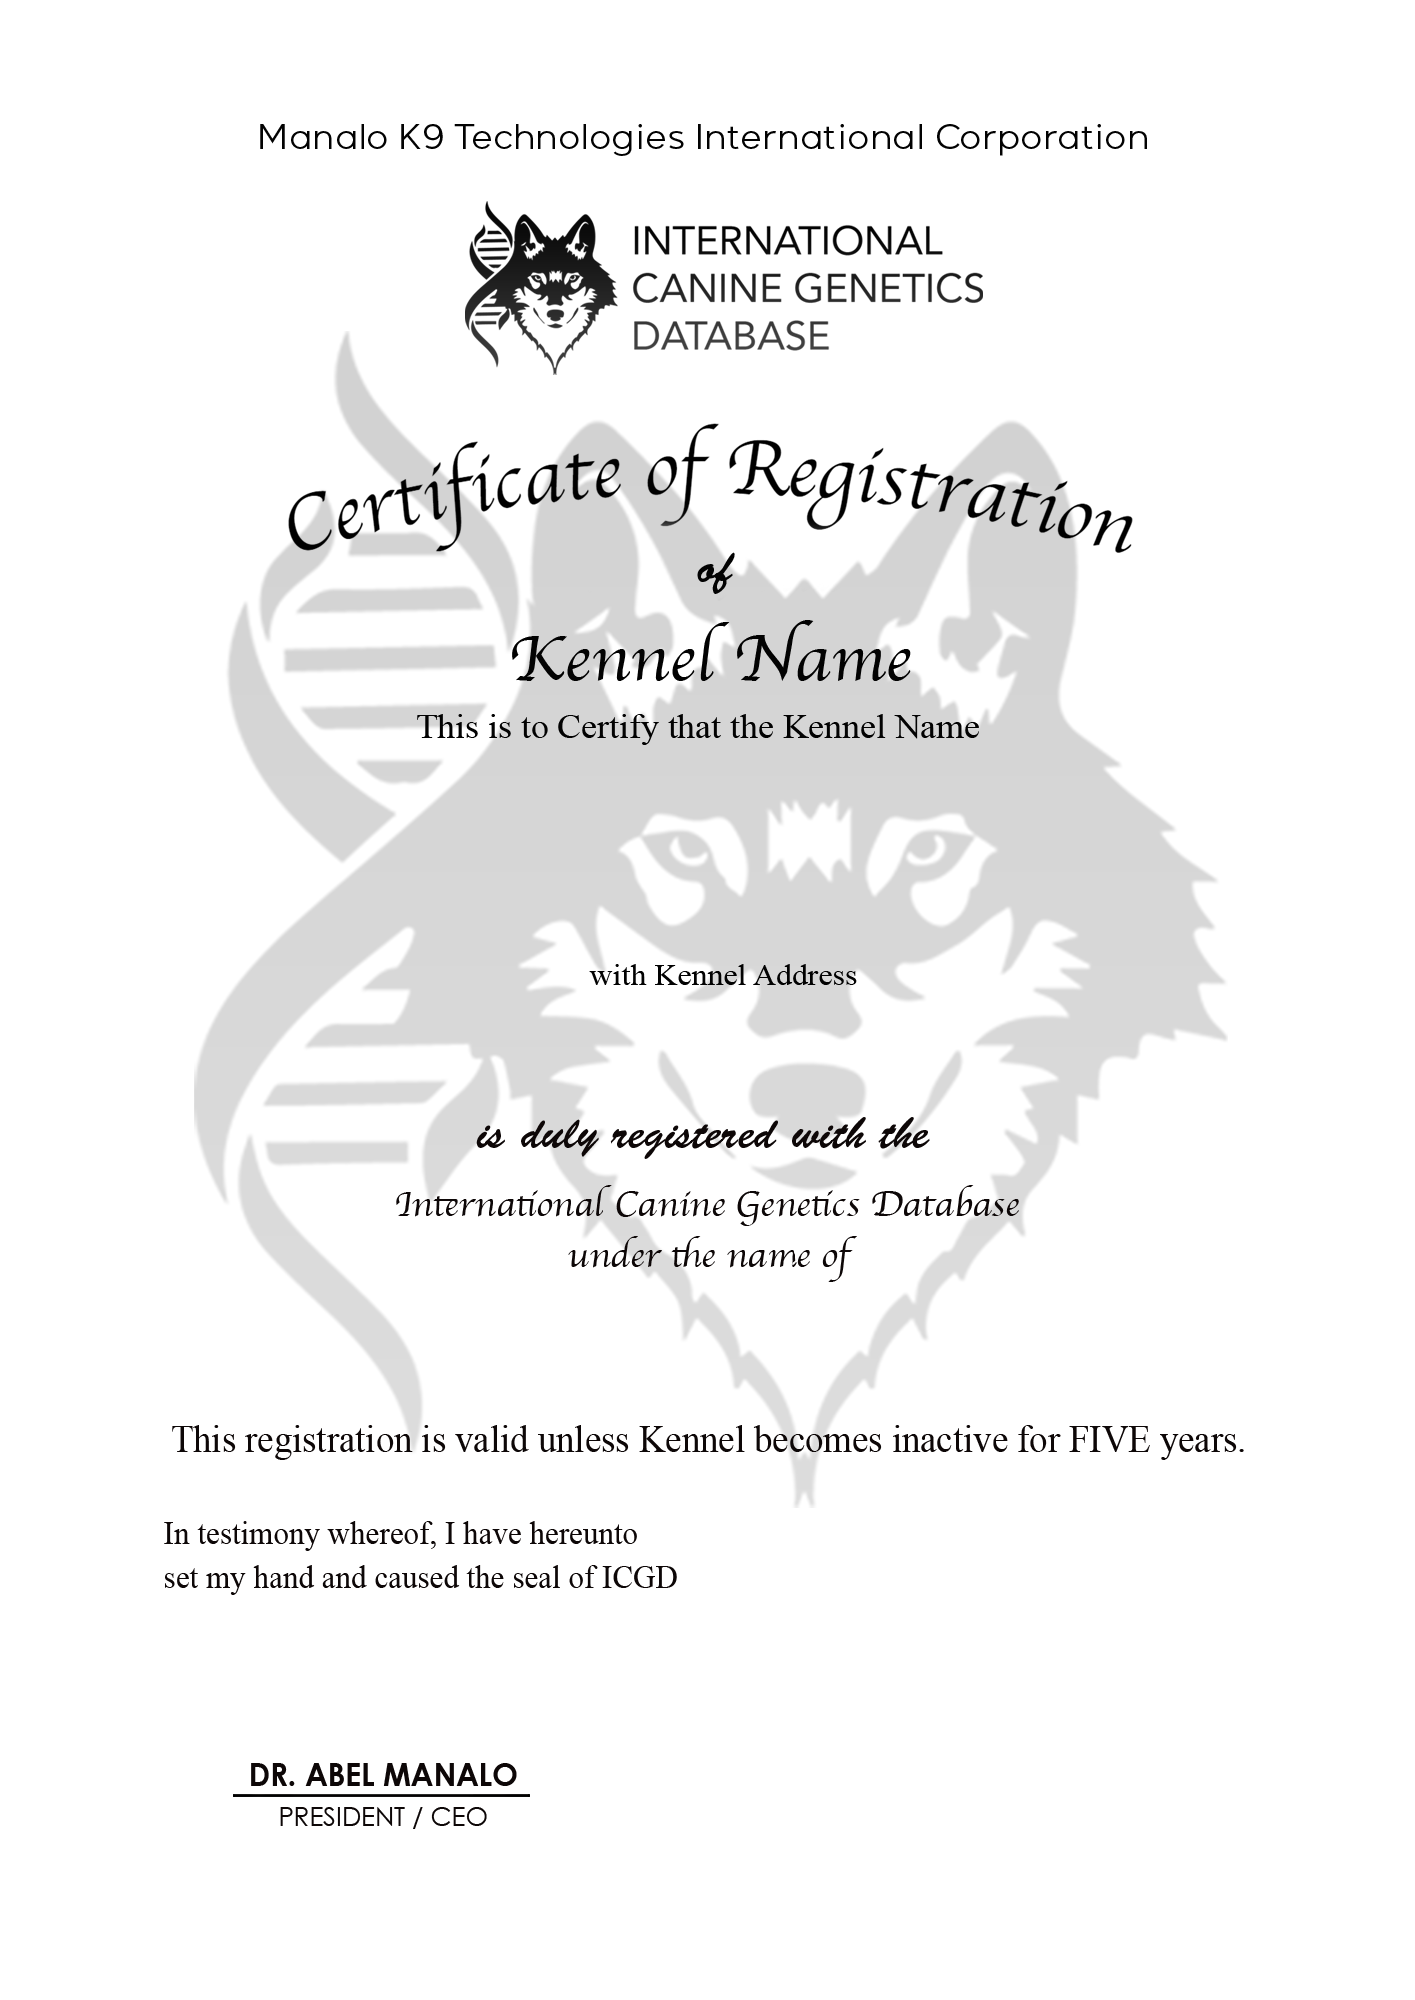 Manalo K9 Technologies International Corporation
INTERNATIONAL
CANINE GENETICS
DATABASE
Certificate of Registration
of
Kennel Name
This is to Certify that the Kennel Name
with Kennel Address
is duly registered with the
International Canine Genetics Database
under the name of
This registration is valid unless Kennel becomes inactive for FIVE years.
In testimony whereof, I have hereunto
set my hand and caused the seal of ICGD
DR. ABEL MANALO
PRESIDENT / CEO